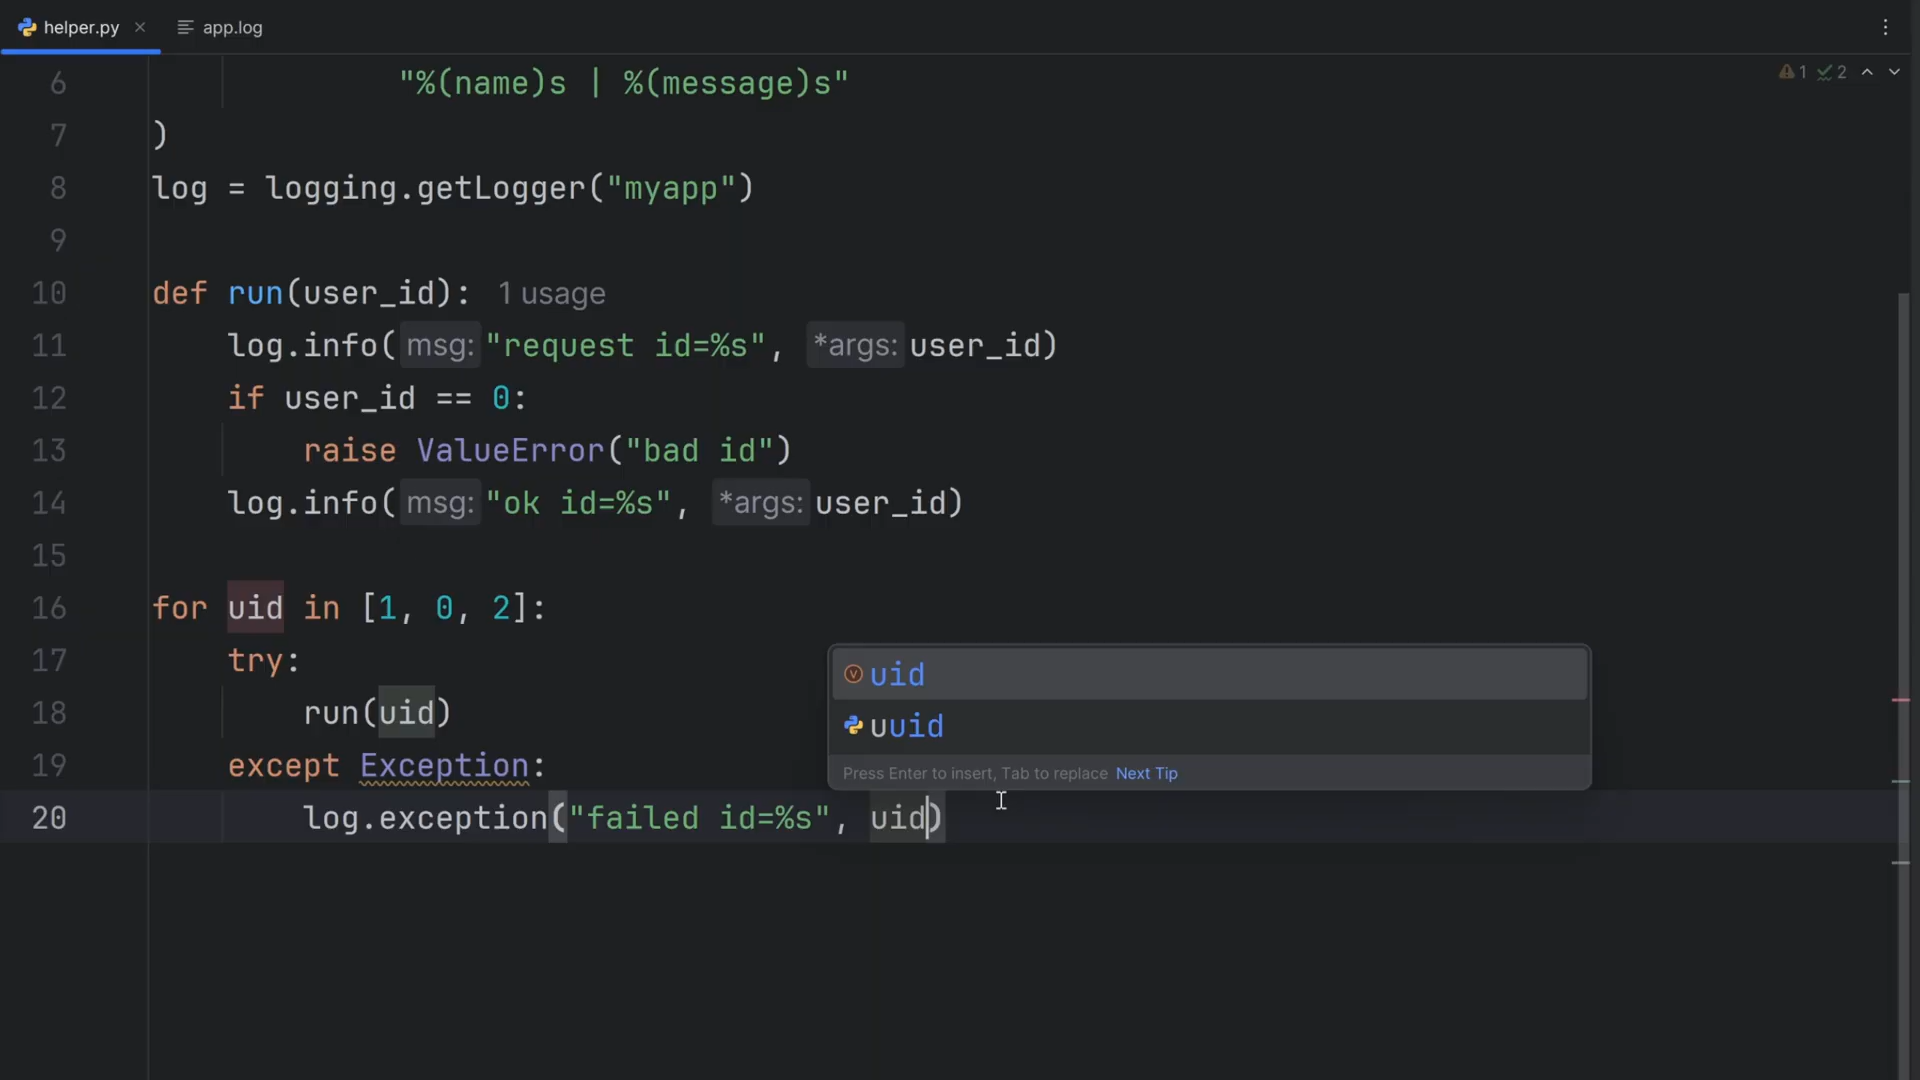 helper.py × app.log
1 2
6 "%(name)s | %(message)s"
7 )
8 log = logging.getLogger("myapp")
9
10 def run(user_id): 1 usage
11 log.info( msg: "request id=%s", *args: user_id)
12 if user_id == 0:
13 raise ValueError("bad id")
14 log.info( msg: "ok id=%s", *args: user_id)
15
16 for uid in [1, 0, 2]:
17 try:
18 run(uid)
19 except Exception:
20 log.exception("failed id=%s", uid)
uid
uuid
Press Enter to insert, Tab to replace Next Tip